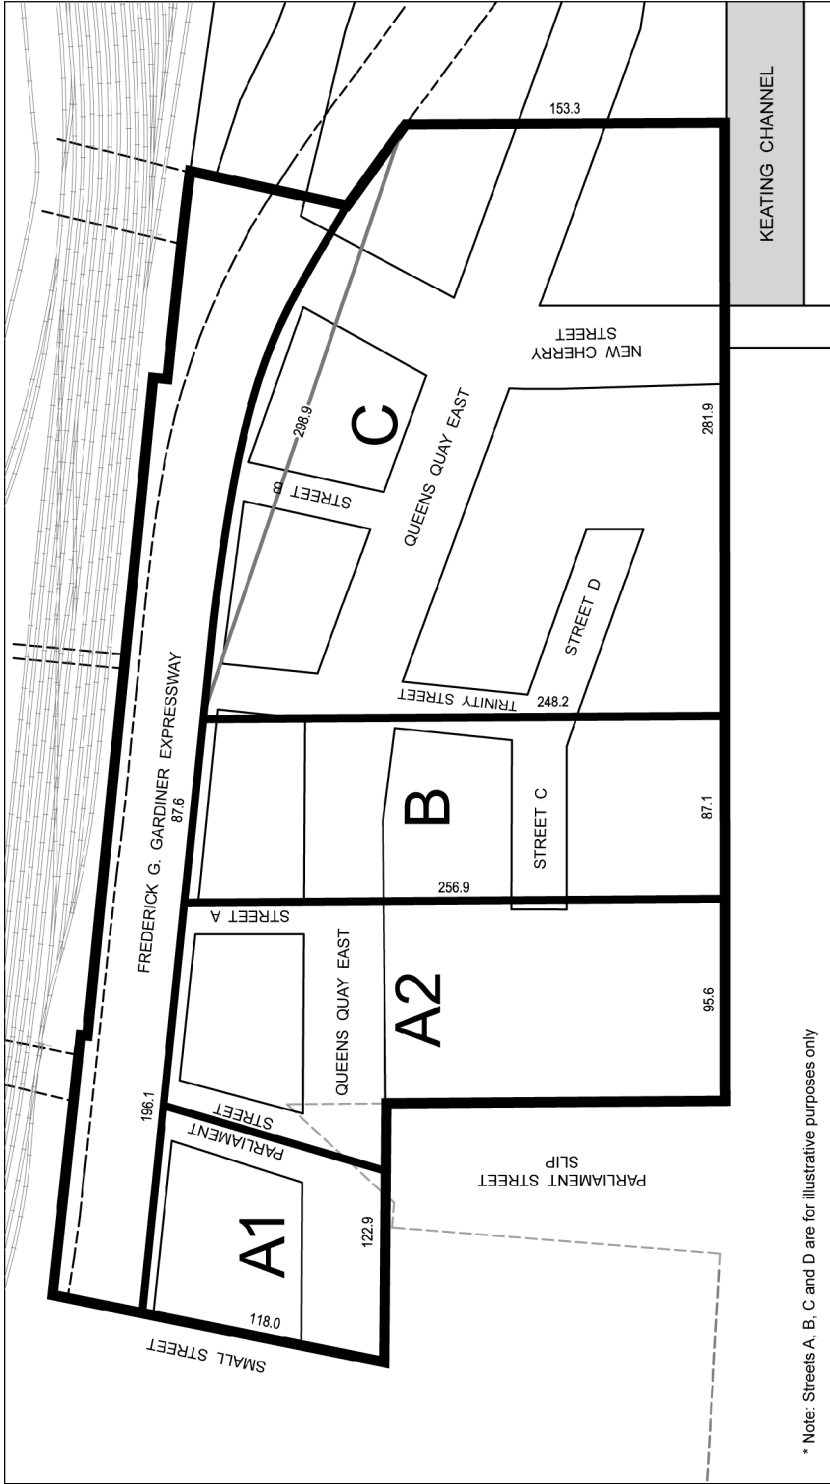 FREDERICK G. GARDINER EXPRESSWAY
196.1
87.6
298.9
153.3
SMALL STREET
118.0
A1
122.9
PARLIAMENT
STREET
STREET A
QUEENS QUAY EAST
A2
95.6
256.9
B
STREET C
87.1
TRINITY STREET
248.2
STREET D
STREET
B
C
QUEENS QUAY EAST
NEW CHERRY
STREET
281.9
KEATING CHANNEL
PARLIAMENT STREET
SLIP
* Note: Streets A, B, C and D are for illustrative purposes only